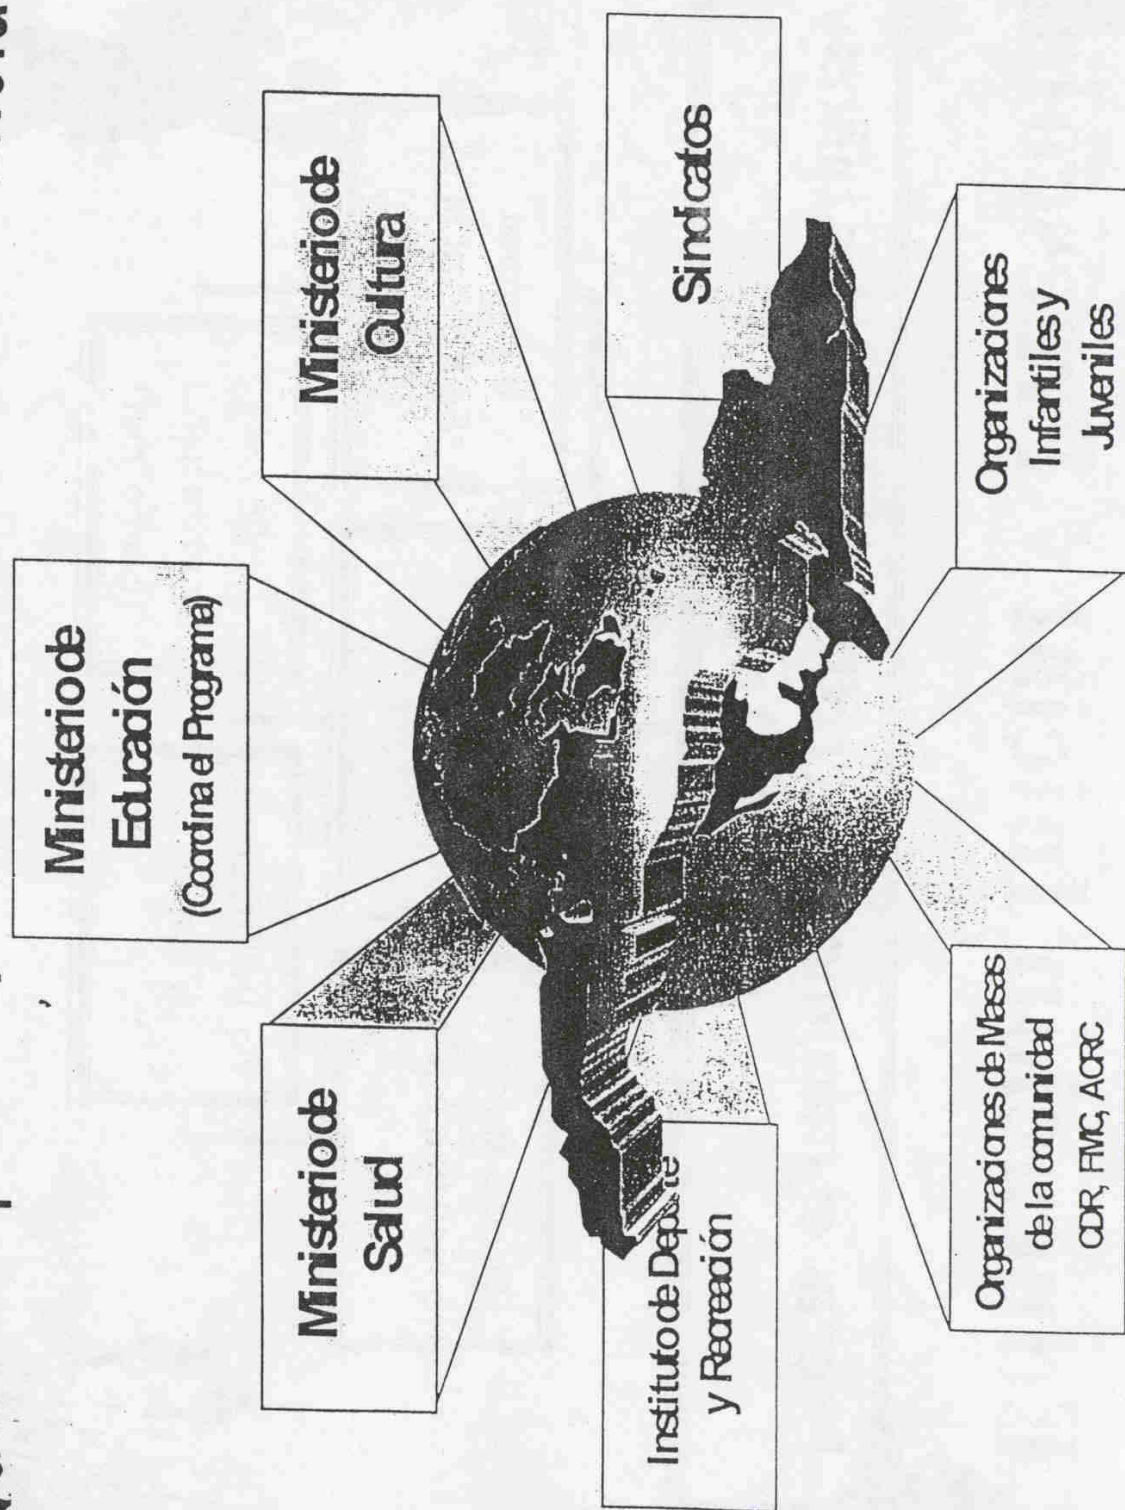 Ministerio de
Educación
(Coordina el Programa)
Ministerio de
Salud
Ministerio de
Cultura
Instituto de Deporte
y Recreación
Sindicatos
Organizaciones de Masas
de la comunidad
CDR, FMC, ACRC
Organizaciones
Infantiles y
Juveniles